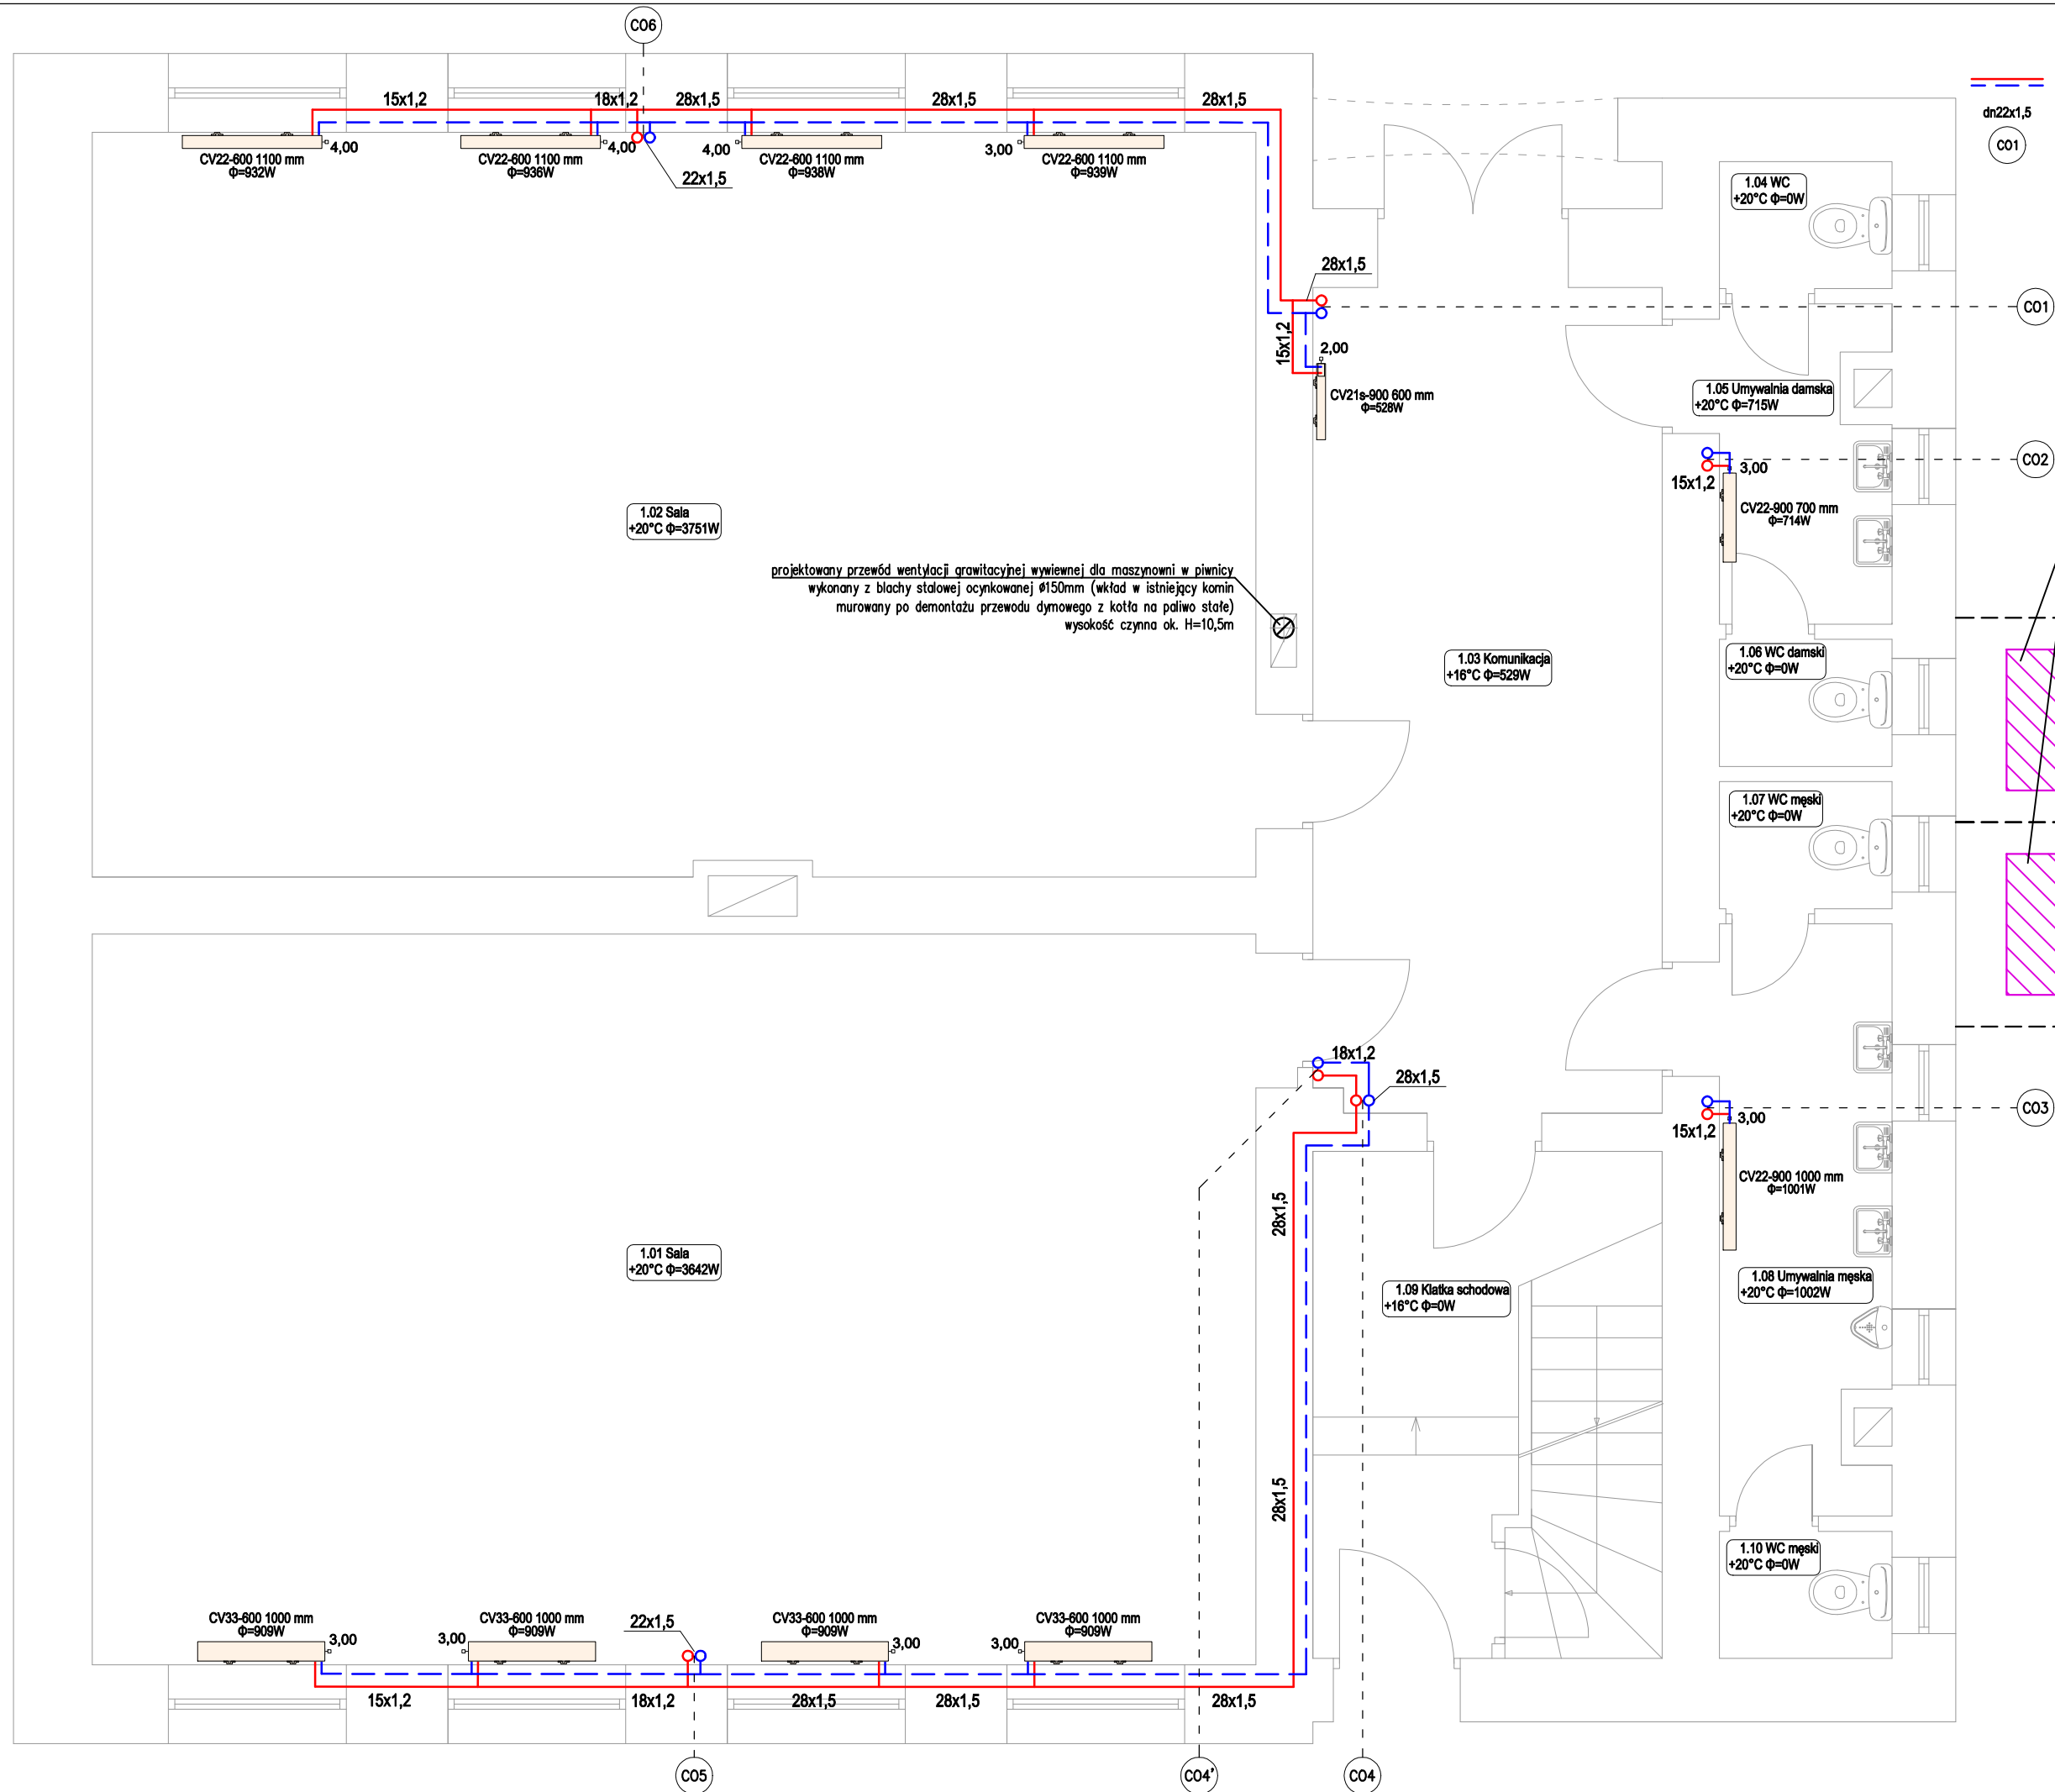 CO6
15x1,2
18x1,2
28x1,5
28x1,5
28x1,5
dn22x1,5
CO1
4,00
4,00
4,00
3,00
CV22-600 1100 mm
Φ=932W
CV22-600 1100 mm
Φ=936W
CV22-600 1100 mm
Φ=938W
CV22-600 1100 mm
Φ=939W
22x1,5
1.04 WC
+20°C Φ=0W
28x1,5
CO1
15x1,2
2,00
CV21s-900 600 mm
Φ=528W
1.05 Umywalnia damska
+20°C Φ=715W
CO2
3,00
15x1,2
CV22-900 700 mm
Φ=714W
1.02 Sala
+20°C Φ=3751W
projektowany przewód wentylacji grawitacyjnej wywiewnej dla maszynowni w piwnicy
wykonany z blachy stalowej ocynkowanej Ø150mm (wkład w istniejący komin
murowany po demontażu przewodu dymowego z kotła na paliwo stałe)
wysokość czynna ok. H=10,5m
1.03 Komunikacja
+16°C Φ=529W
1.06 WC damski
+20°C Φ=0W
1.07 WC męski
+20°C Φ=0W
18x1,2
28x1,5
CO3
3,00
15x1,2
CV22-900 1000 mm
Φ=1001W
28x1,5
1.01 Sala
+20°C Φ=3642W
1.09 Klatka schodowa
+16°C Φ=0W
1.08 Umywalnia męska
+20°C Φ=1002W
28x1,5
1.10 WC męski
+20°C Φ=0W
CV33-600 1000 mm
Φ=909W
CV33-600 1000 mm
Φ=909W
22x1,5
CV33-600 1000 mm
Φ=909W
CV33-600 1000 mm
Φ=909W
3,00
3,00
3,00
3,00
15x1,2
18x1,2
28x1,5
28x1,5
28x1,5
CO5
CO4'
CO4